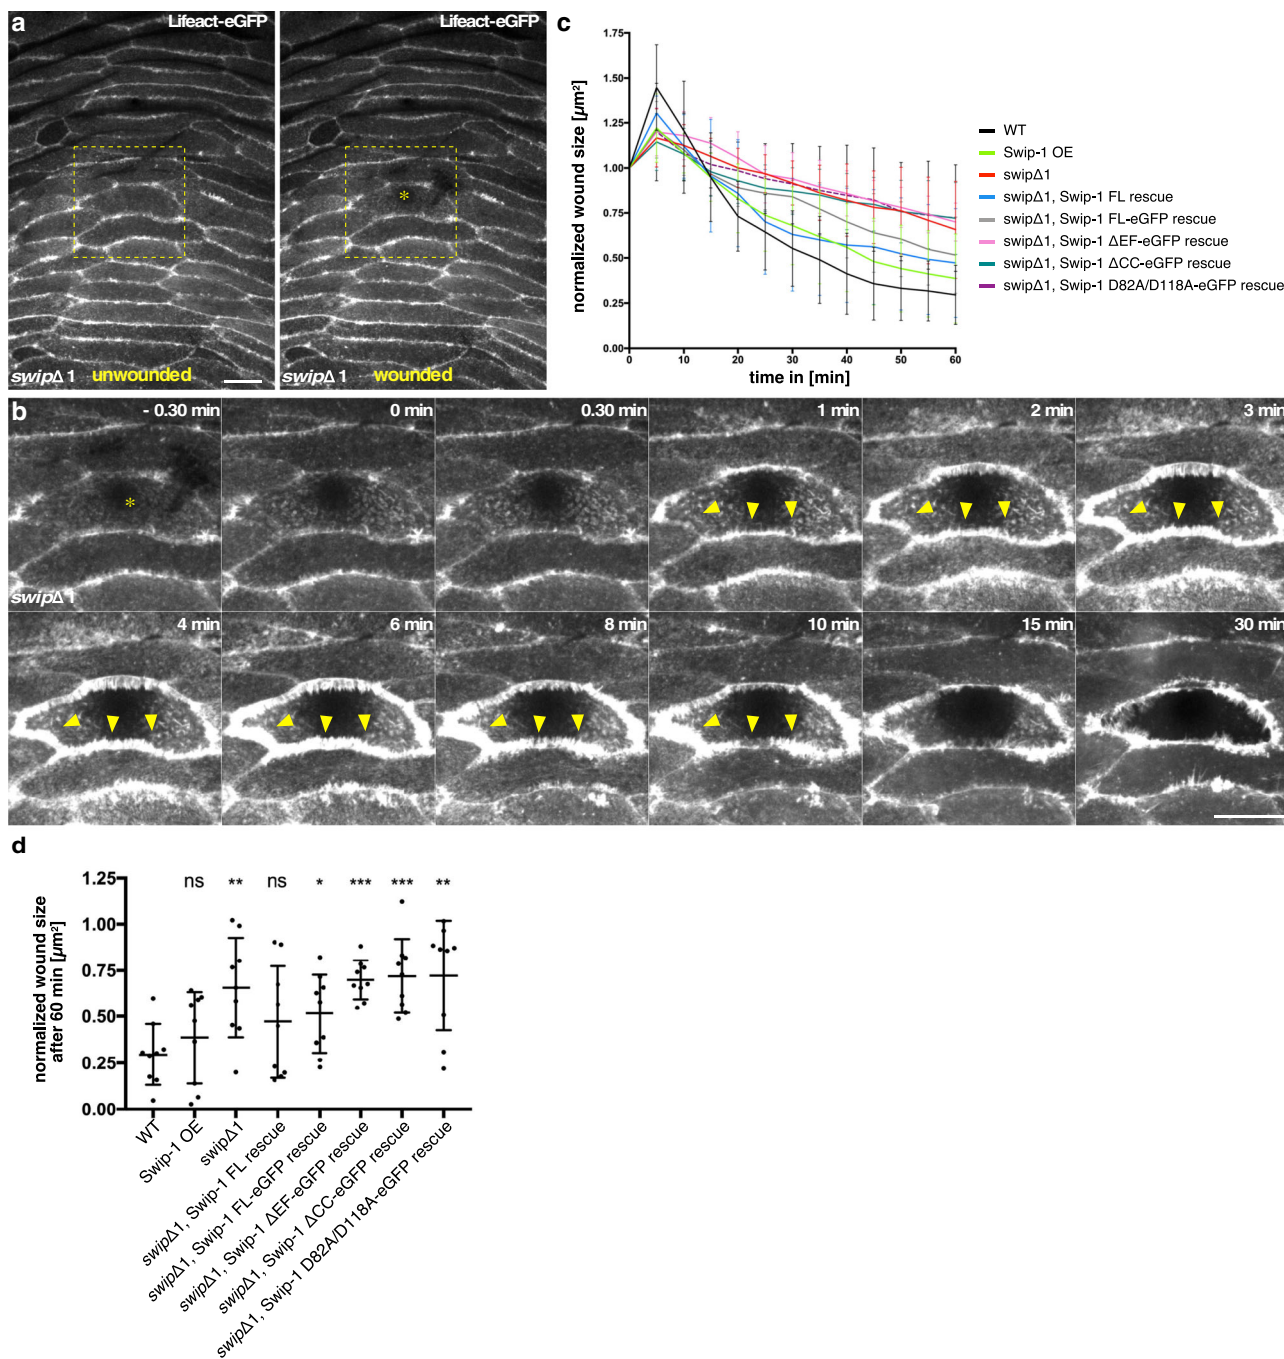 a
Lifeact-eGFP
Lifeact-eGFP
swipΔ1
unwounded
swipΔ1
wounded
*
c
normalized wound size [µm²]
1.75
1.50
1.25
1.00
0.75
0.50
0.25
0.00
0
10
20
30
40
50
60
time in [min]
WT
Swip-1 OE
swipΔ1
swipΔ1, Swip-1 FL rescue
swipΔ1, Swip-1 FL-eGFP rescue
swipΔ1, Swip-1 ΔEF-eGFP rescue
swipΔ1, Swip-1 ΔCC-eGFP rescue
swipΔ1, Swip-1 D82A/D118A-eGFP rescue
b
- 0.30 min
0 min
0.30 min
1 min
2 min
3 min
*
swipΔ1
4 min
6 min
8 min
10 min
15 min
30 min
d
normalized wound size
after 60 min [µm²]
1.25
1.00
0.75
0.50
0.25
0.00
ns
**
ns
*
***
***
**
WT
Swip-1 OE
swipΔ1
swipΔ1, Swip-1 FL rescue
swipΔ1, Swip-1 FL-eGFP rescue
swipΔ1, Swip-1 ΔEF-eGFP rescue
swipΔ1, Swip-1 ΔCC-eGFP rescue
swipΔ1, Swip-1 D82A/D118A-eGFP rescue